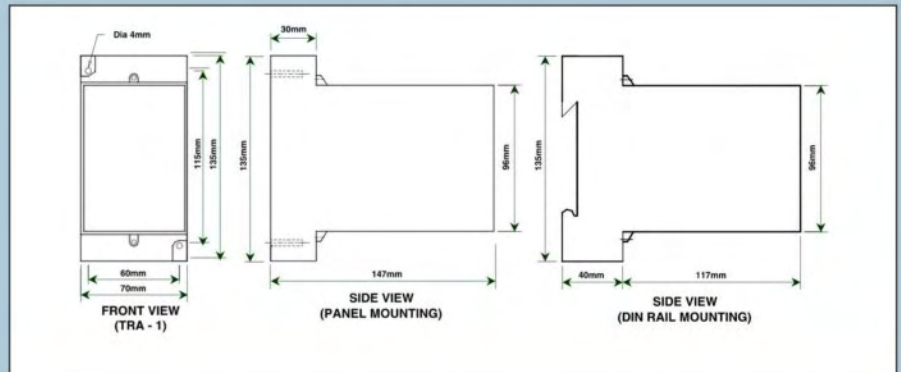 Dia 4mm
115mm
135mm
60mm
70mm
FRONT VIEW
(TRA - 1)
30mm
135mm
96mm
147mm
SIDE VIEW
(PANEL MOUNTING)
135mm
96mm
40mm
117mm
SIDE VIEW
(DIN RAIL MOUNTING)